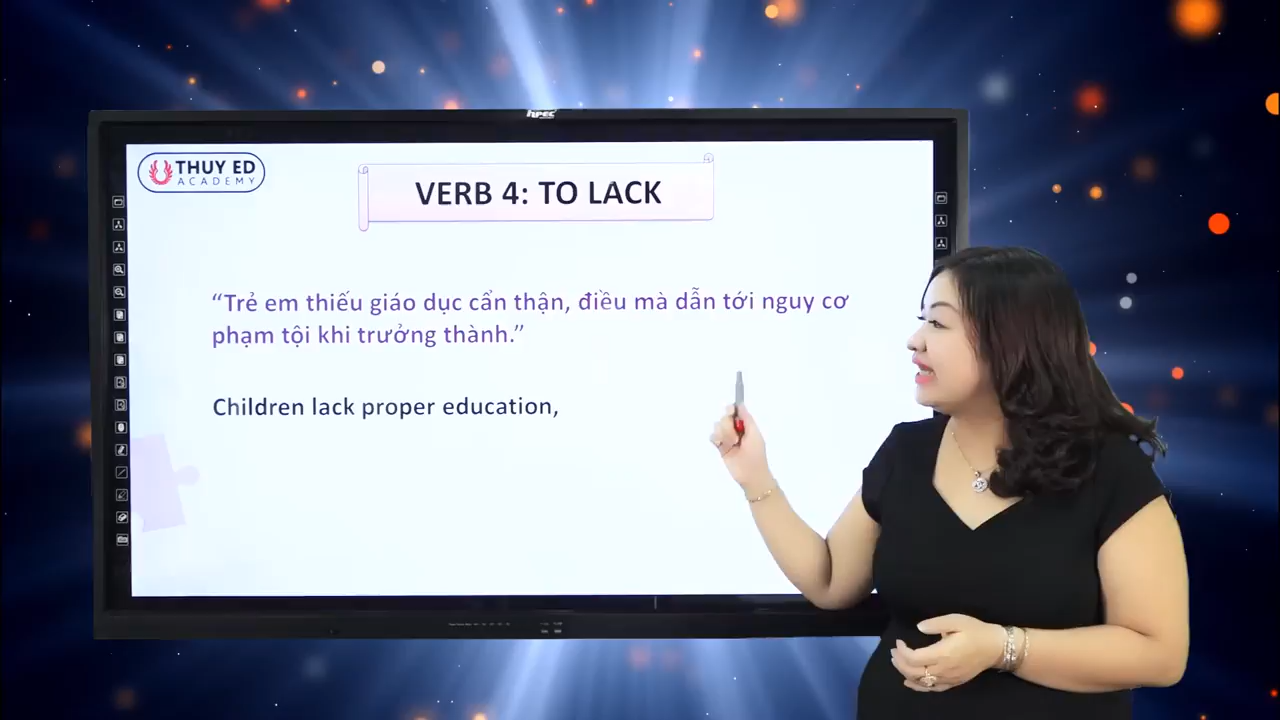 hpec
THUY ED
ACADEMY
VERB 4: TO LACK
“Trẻ em thiếu giáo dục cẩn thận, điều mà dẫn tới nguy cơ
phạm tội khi trưởng thành.”
Children lack proper education,